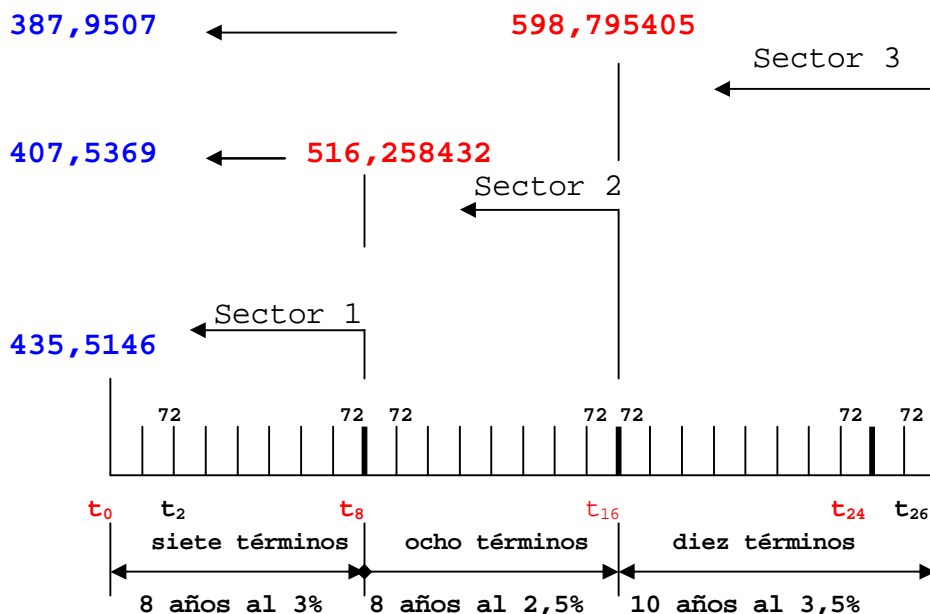 387,9507 598,795405
Sector 3
407,5369 516,258432
Sector 2
Sector 1
435,5146
72 72 72 72 72 72 72
t0 t2 t8 t16 t24 t26
siete términos ocho términos diez términos
8 años al 3% 8 años al 2,5% 10 años al 3,5%